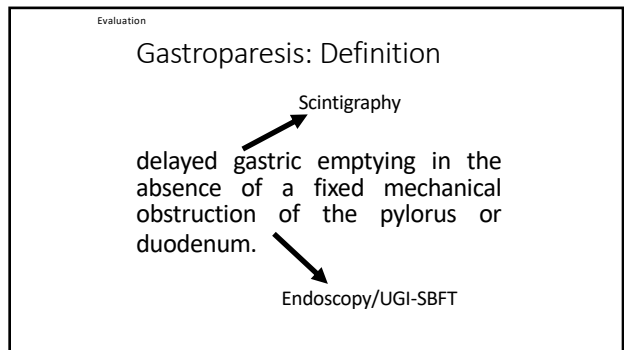 Evaluation
Gastroparesis: Definition
Scintigraphy
delayed gastric emptying in the
absence of a fixed mechanical
obstruction of the pylorus or
duodenum.
Endoscopy/UGI-SBFT